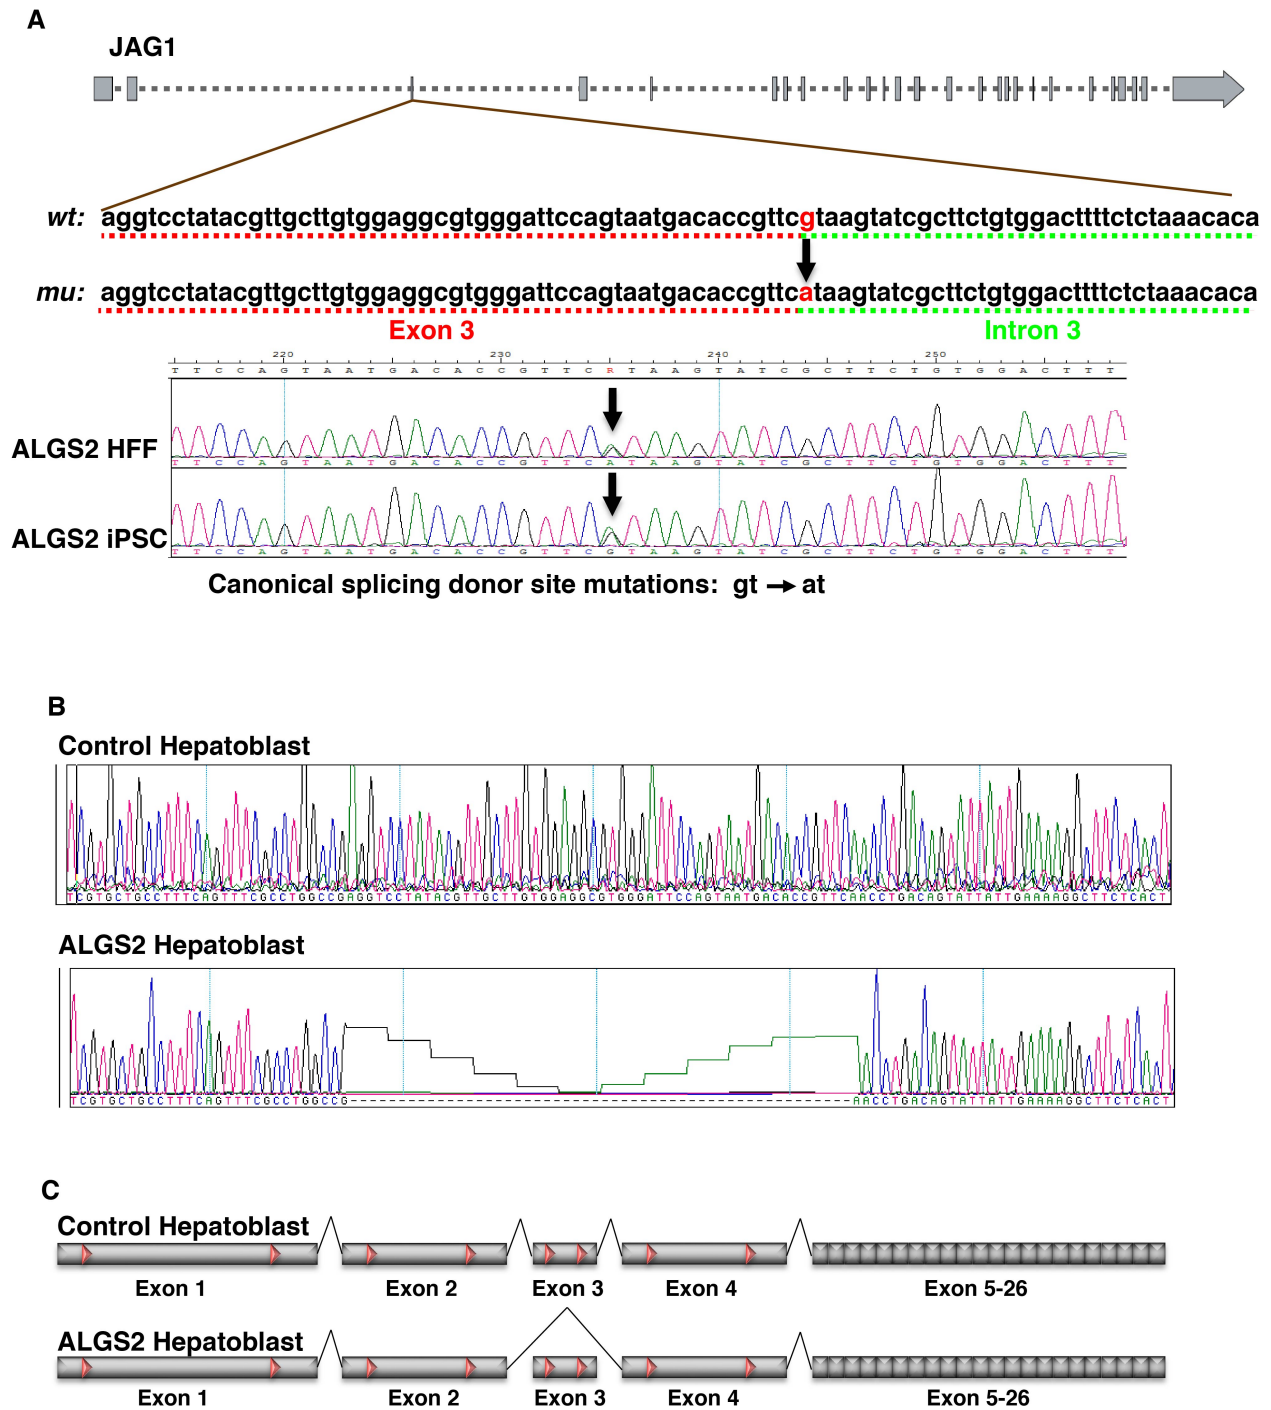 A
JAG1
wt: aggtcctatacgttgcttgtggaggcgtgggattccagtaatgacaccgttcgtaagtatcgcttctgtggacttttctctaaacaca
mu: aggtcctatacgttgcttgtggaggcgtgggattccagtaatgacaccgttcataagtatcgcttctgtggacttttctctaaacaca
Exon 3 Intron 3
220 230 240 250
T T C C A G T A A T G A C A C C G T T C R T A A G T A T C G C T T C T G T G G A C T T T
ALGS2 HFF
T T C C A G T A A T G A C A C C G T T C A T A A G T A T C G C T T C T G T G G A C T T T
ALGS2 iPSC
T T C C A G T A A T G A C A C C G T T C G T A A G T A T C G C T T C T G T G G A C T T T
Canonical splicing donor site mutations: gt → at
B
Control Hepatoblast
TCGTGCTGCCTTTCAGTTTCGCCTGGCCGAGGTCCTATACGTTGCTTGTGGAGGCGTGGGATTCCAGTAATGACACCGTTCAACCTGACAGTATTATTGAAAAGGCTTCTCACT
ALGS2 Hepatoblast
TCGTGCTGCCTTTCAGTTTCGCCTGGCCG----------------------------------------------------AACCTGACAGTATTATTGAAAAGGCTTCTCACT
C
Control Hepatoblast
Exon 1 Exon 2 Exon 3 Exon 4 Exon 5-26
ALGS2 Hepatoblast
Exon 1 Exon 2 Exon 3 Exon 4 Exon 5-26